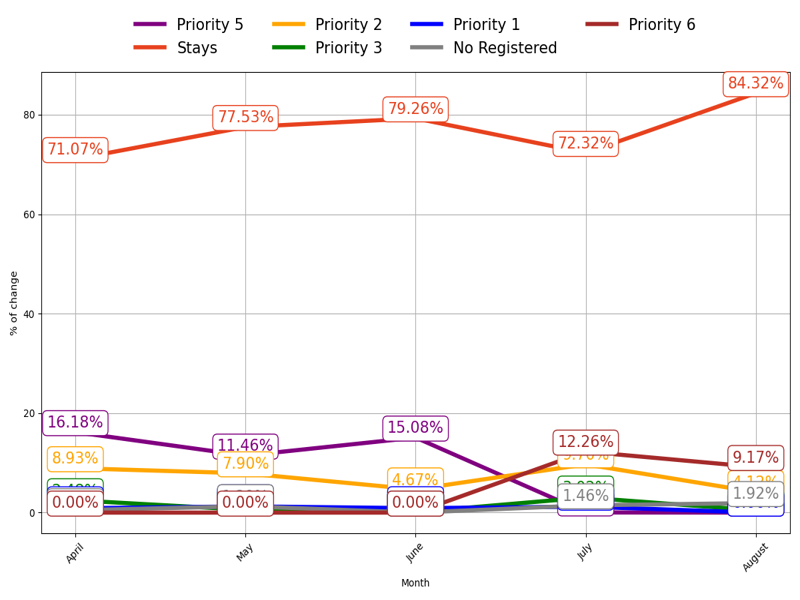 Priority 5
Priority 2
Priority 1
Priority 6
Stays
Priority 3
No Registered
84.32%
80
79.26%
77.53%
72.32%
71.07%
60
% of change
40
20
16.18%
15.08%
11.46%
12.26%
8.93%
7.90%
4.67%
9.17%
1.46%
1.92%
0
0.00%
0.00%
0.00%
April
May
June
July
August
Month